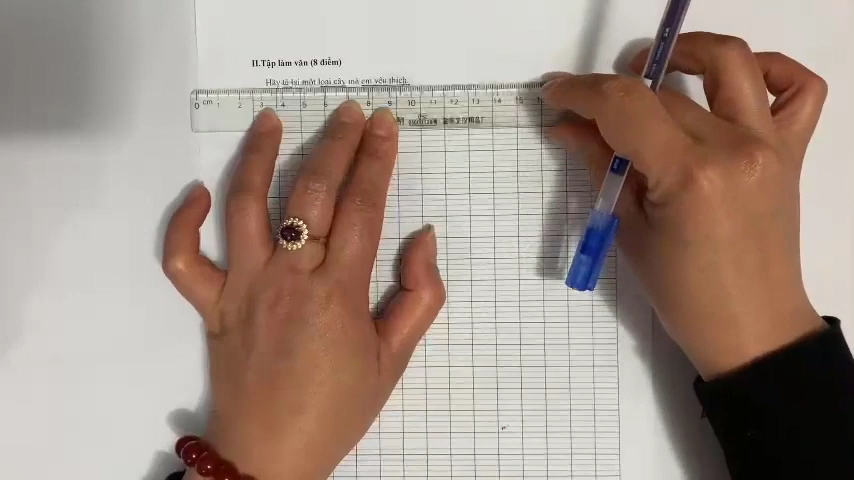 II.Tập làm văn (8 điểm)
Hãy tả lại một loại cây mà em yêu thích.
0 cm 1 2 3 4 5 6 7 8 9 10 11 12 13 14 15